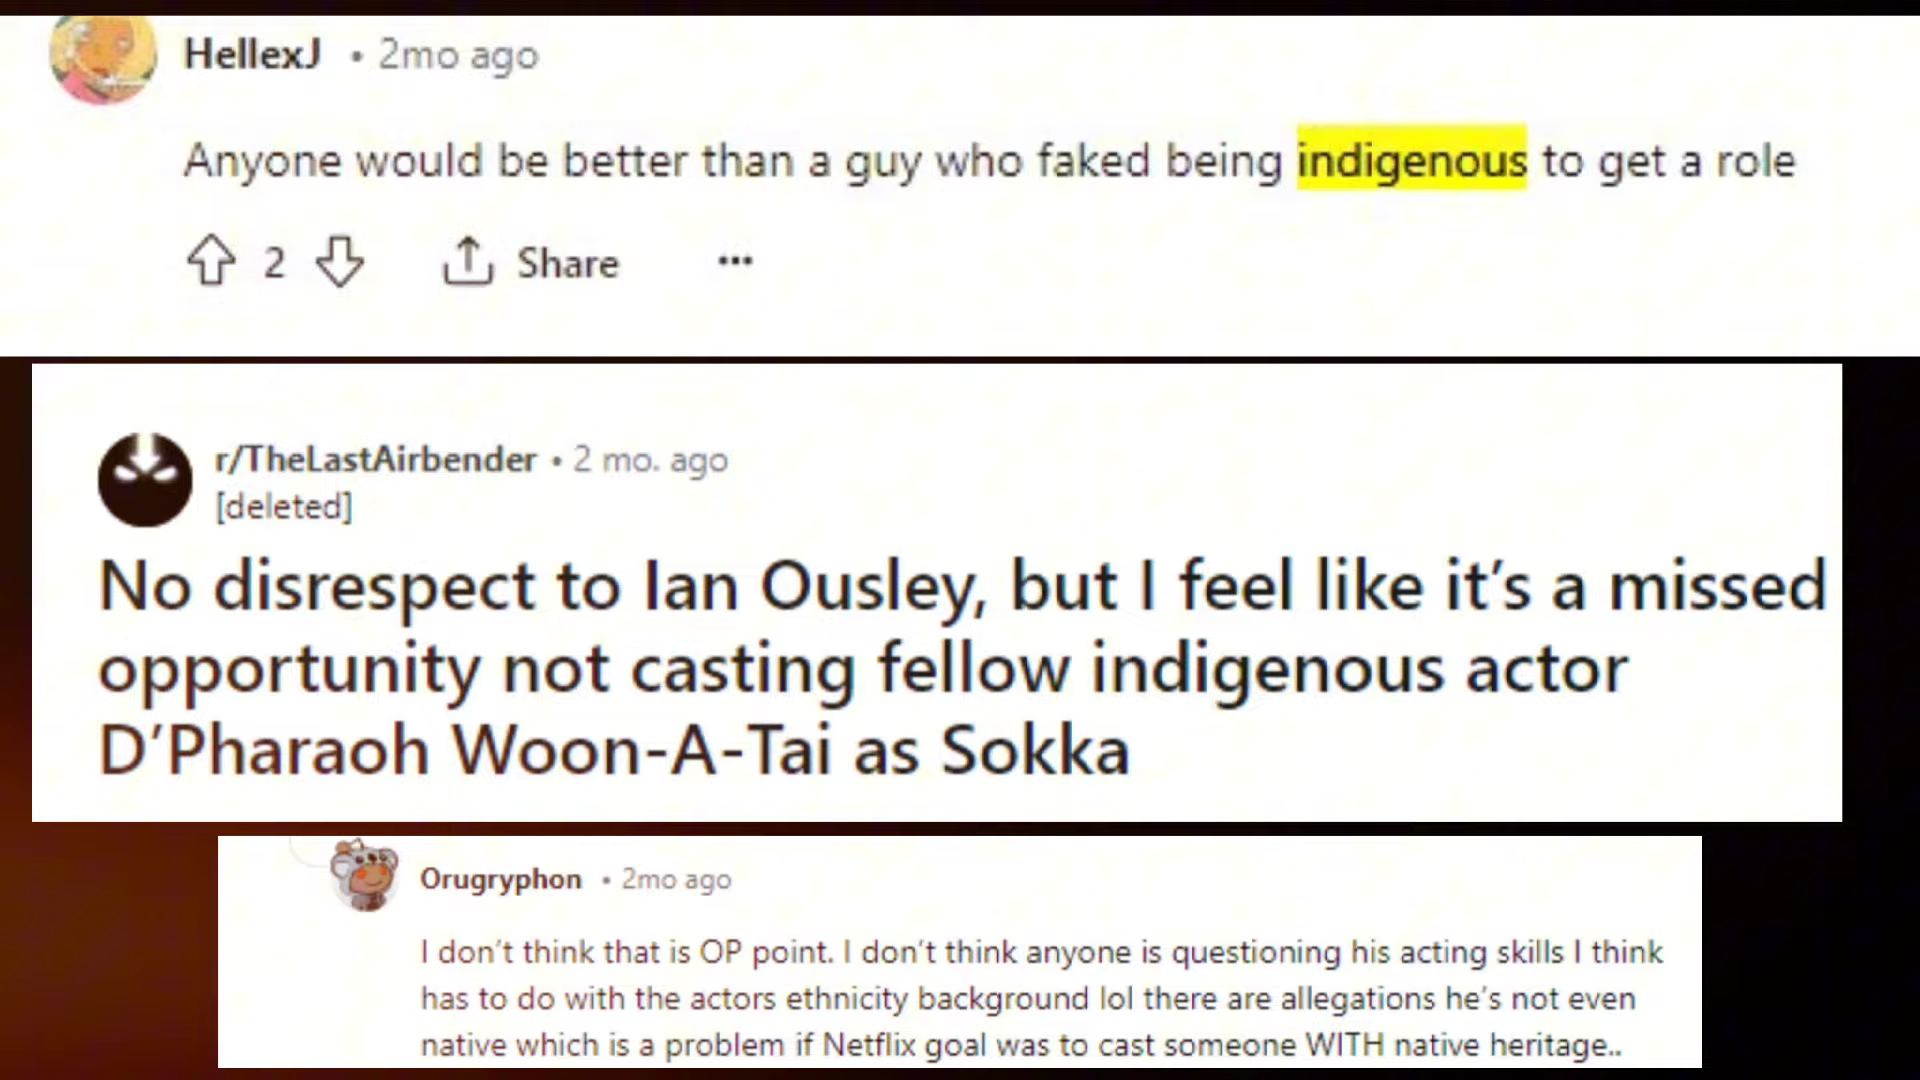 HellexJ • 2mo ago
Anyone would be better than a guy who faked being indigenous to get a role
2 Share ...
r/TheLastAirbender • 2 mo. ago
[deleted]
No disrespect to Ian Ousley, but I feel like it's a missed
opportunity not casting fellow indigenous actor
D'Pharaoh Woon-A-Tai as Sokka
Orugryphon • 2mo ago
I don't think that is OP point. I don't think anyone is questioning his acting skills I think
has to do with the actors ethnicity background lol there are allegations he's not even
native which is a problem if Netflix goal was to cast someone WITH native heritage..